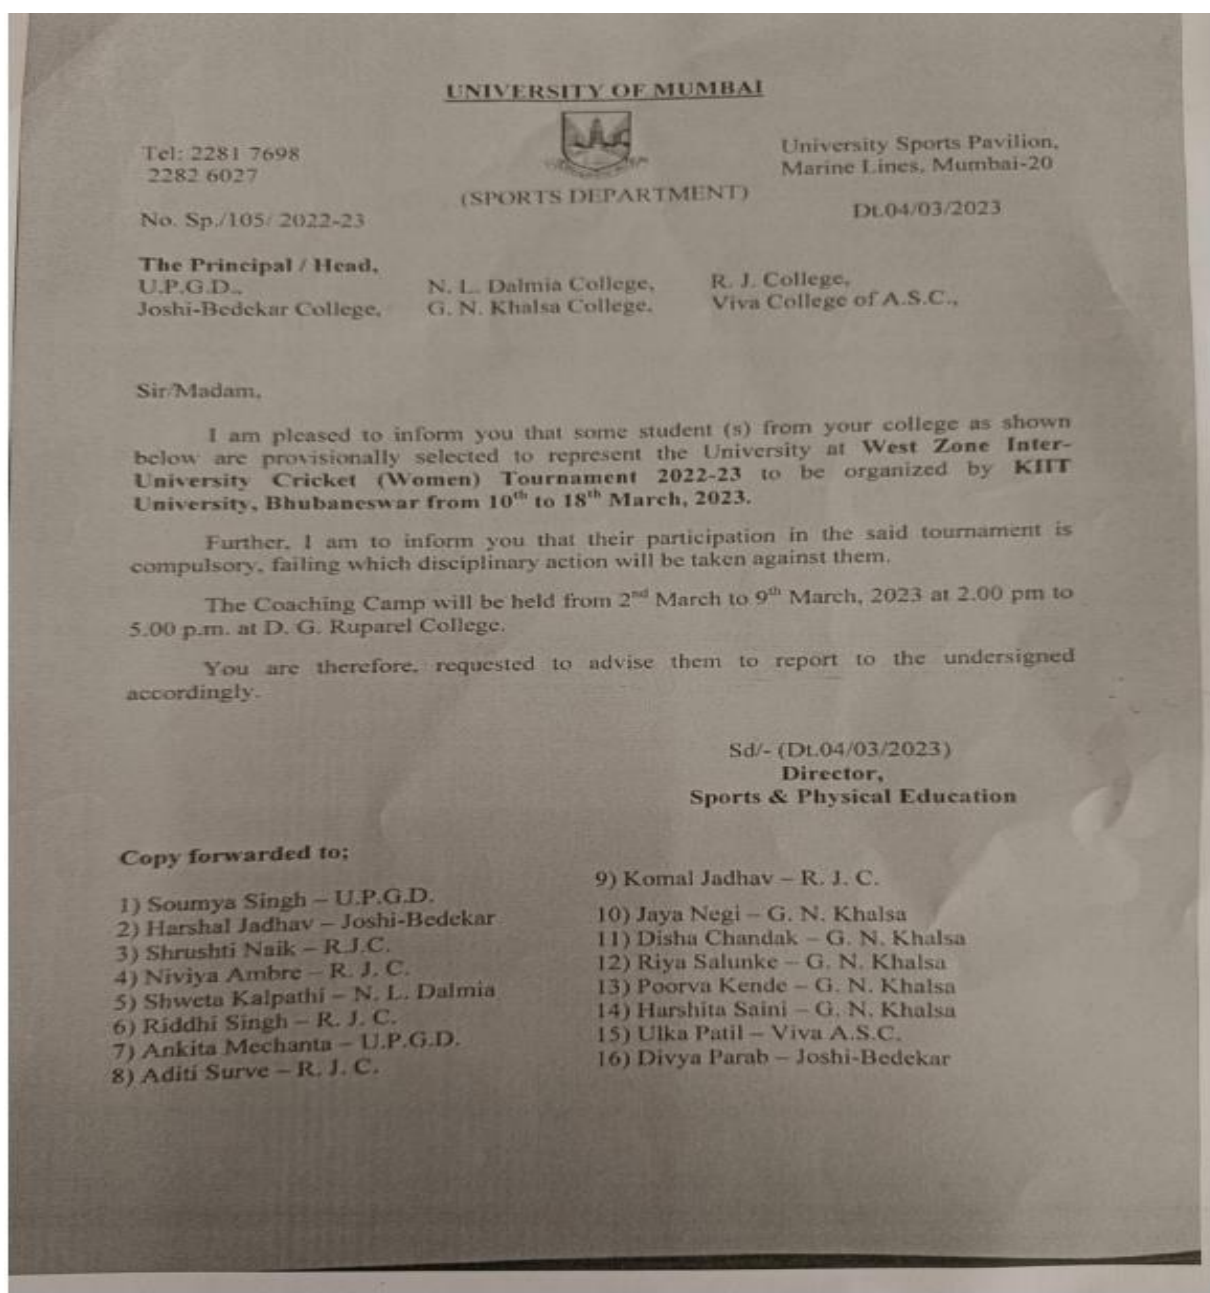 UNIVERSITY OF MUMBAI
Tel: 2281 7698
2282 6027
University Sports Pavilion,
Marine Lines, Mumbai-20
(SPORTS DEPARTMENT)
No. Sp./105/ 2022-23
Dt.04/03/2023
The Principal / Head,
U.P.G.D., N. L. Dalmia College, R. J. College,
Joshi-Bedekar College, G. N. Khalsa College, Viva College of A.S.C.,
Sir/Madam,
I am pleased to inform you that some student (s) from your college as shown
below are provisionally selected to represent the University at West Zone Inter-
University Cricket (Women) Tournament 2022-23 to be organized by KIIT
University, Bhubaneswar from 10th to 18th March, 2023.
Further, I am to inform you that their participation in the said tournament is
compulsory, failing which disciplinary action will be taken against them.
The Coaching Camp will be held from 2nd March to 9th March, 2023 at 2.00 pm to
5.00 p.m. at D. G. Ruparel College.
You are therefore, requested to advise them to report to the undersigned
accordingly.
Sd/- (Dt.04/03/2023)
Director,
Sports & Physical Education
Copy forwarded to;
1) Soumya Singh – U.P.G.D.
2) Harshal Jadhav – Joshi-Bedekar
3) Shrushti Naik – R.J.C.
4) Niviya Ambre – R. J. C.
5) Shweta Kalpathi – N. L. Dalmia
6) Riddhi Singh – R. J. C.
7) Ankita Mechanta – U.P.G.D.
8) Aditi Surve – R. J. C.
9) Komal Jadhav – R. J. C.
10) Jaya Negi – G. N. Khalsa
11) Disha Chandak – G. N. Khalsa
12) Riya Salunke – G. N. Khalsa
13) Poorva Kende – G. N. Khalsa
14) Harshita Saini – G. N. Khalsa
15) Ulka Patil – Viva A.S.C.
16) Divya Parab – Joshi-Bedekar